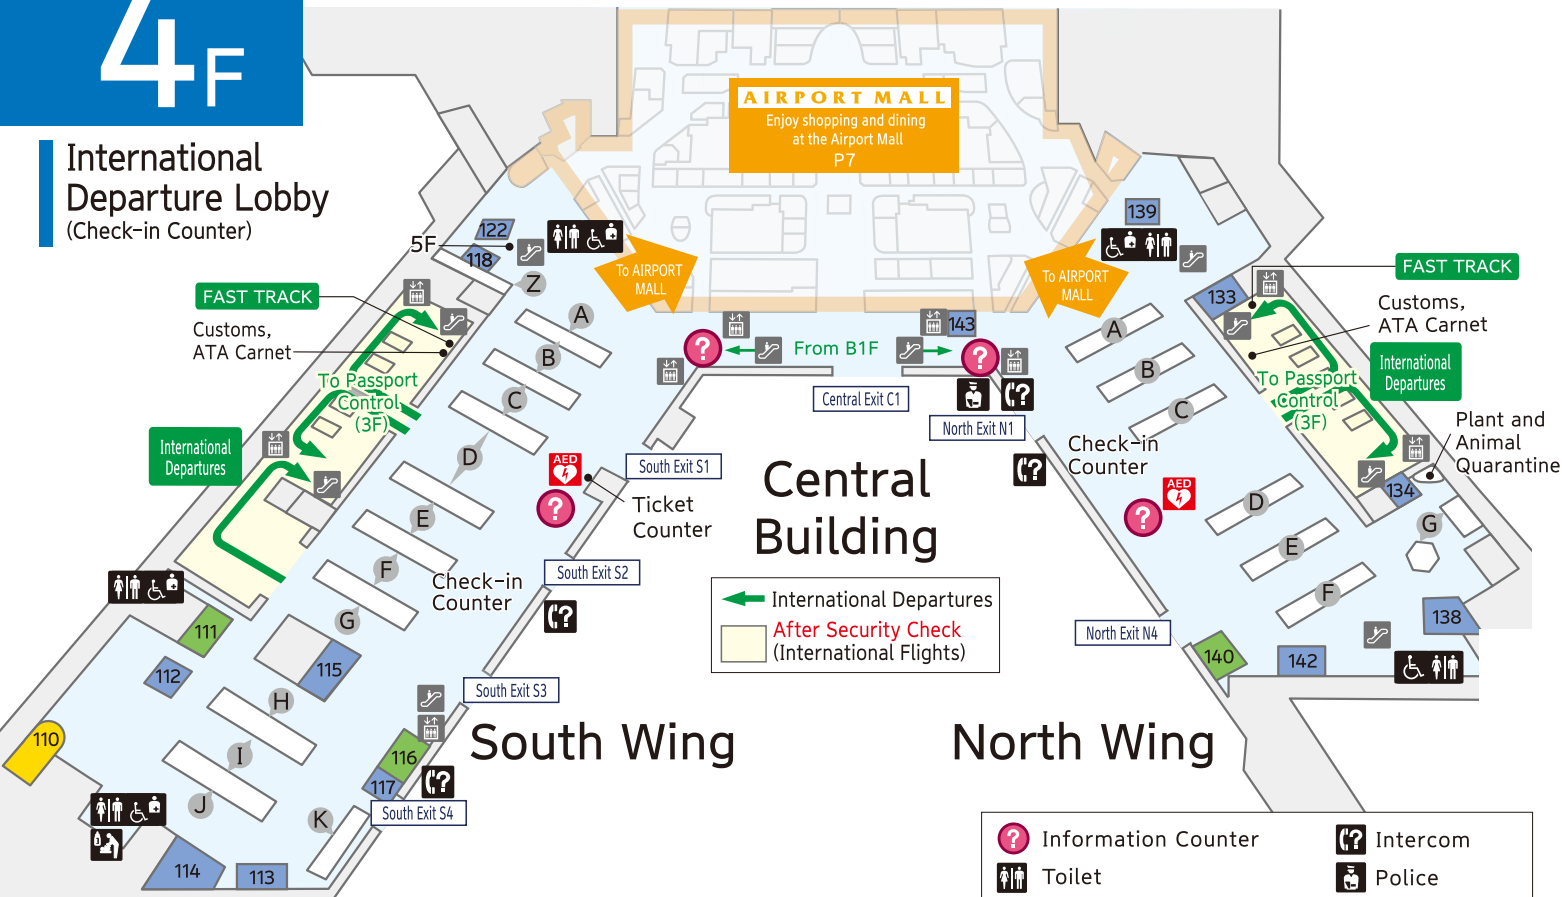 4F
International
Departure Lobby
(Check-in Counter)
AIRPORT MALL
Enjoy shopping and dining
at the Airport Mall
P7
122
5F
118
Z
To AIRPORT
MALL
139
To AIRPORT
MALL
FAST TRACK
Customs,
ATA Carnet
To Passport
Control
(3F)
International
Departures
A
B
C
D
E
F
G
H
I
J
K
143
From B1F
Central Exit C1
North Exit N1
South Exit S1
AED
Ticket
Counter
South Exit S2
Check-in
Counter
South Exit S3
South Exit S4
111
112
115
110
116
117
114
113
Central
Building
International Departures
After Security Check
(International Flights)
South Wing
North Wing
133
FAST TRACK
Customs,
ATA Carnet
International
Departures
To Passport
Control
(3F)
Plant and
Animal
Quarantine
134
A
B
C
Check-in
Counter
AED
D
E
F
G
North Exit N4
138
140
142
Information Counter
Intercom
Toilet
Police